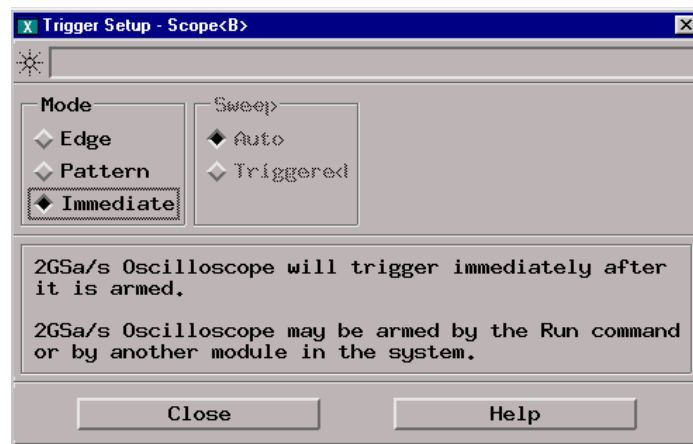 X Trigger Setup - Scope<B>
Mode
Sweep
Edge
Auto
Pattern
Triggered
Immediate
2GSa/s Oscilloscope will trigger immediately after
it is armed.
2GSa/s Oscilloscope may be armed by the Run command
or by another module in the system.
Close
Help